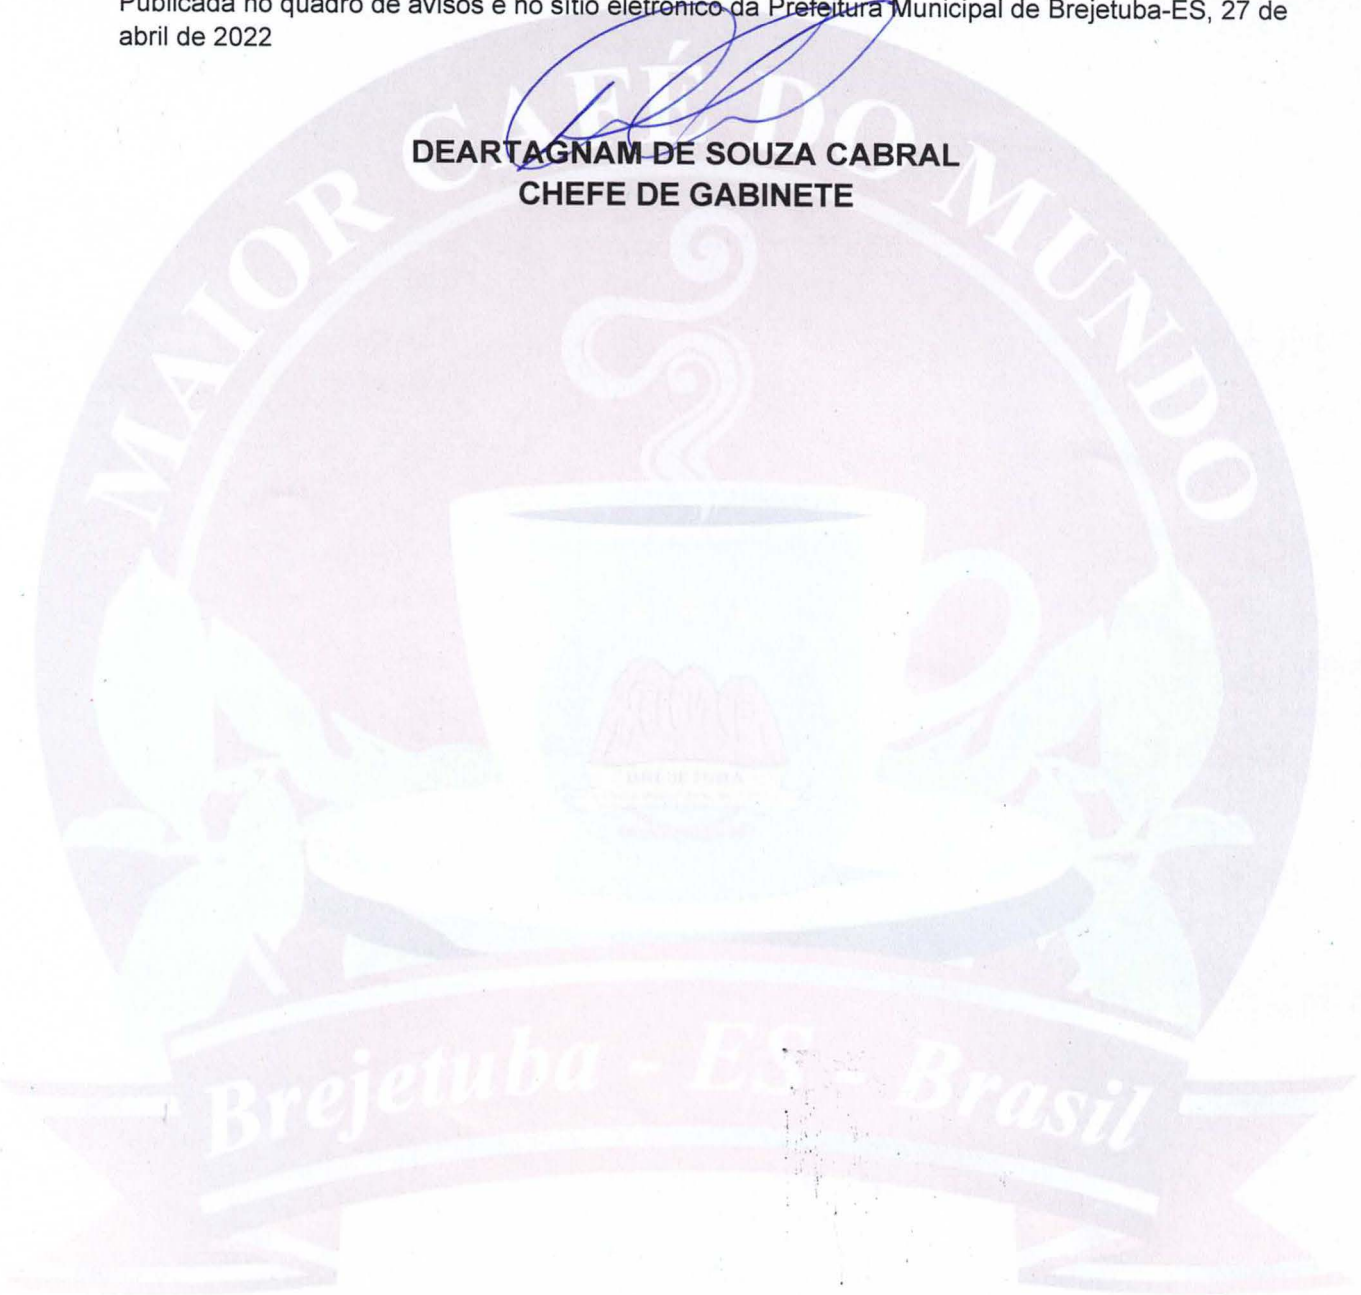 Publicada no quadro de avisos e no sítio eletrônico da Prefeitura Municipal de Brejetuba-ES, 27 de
abril de 2022
DEARTAGNAM DE SOUZA CABRAL
CHEFE DE GABINETE
MAIOR CAFÉ DO MUNDO
Brejetuba - ES - Brasil